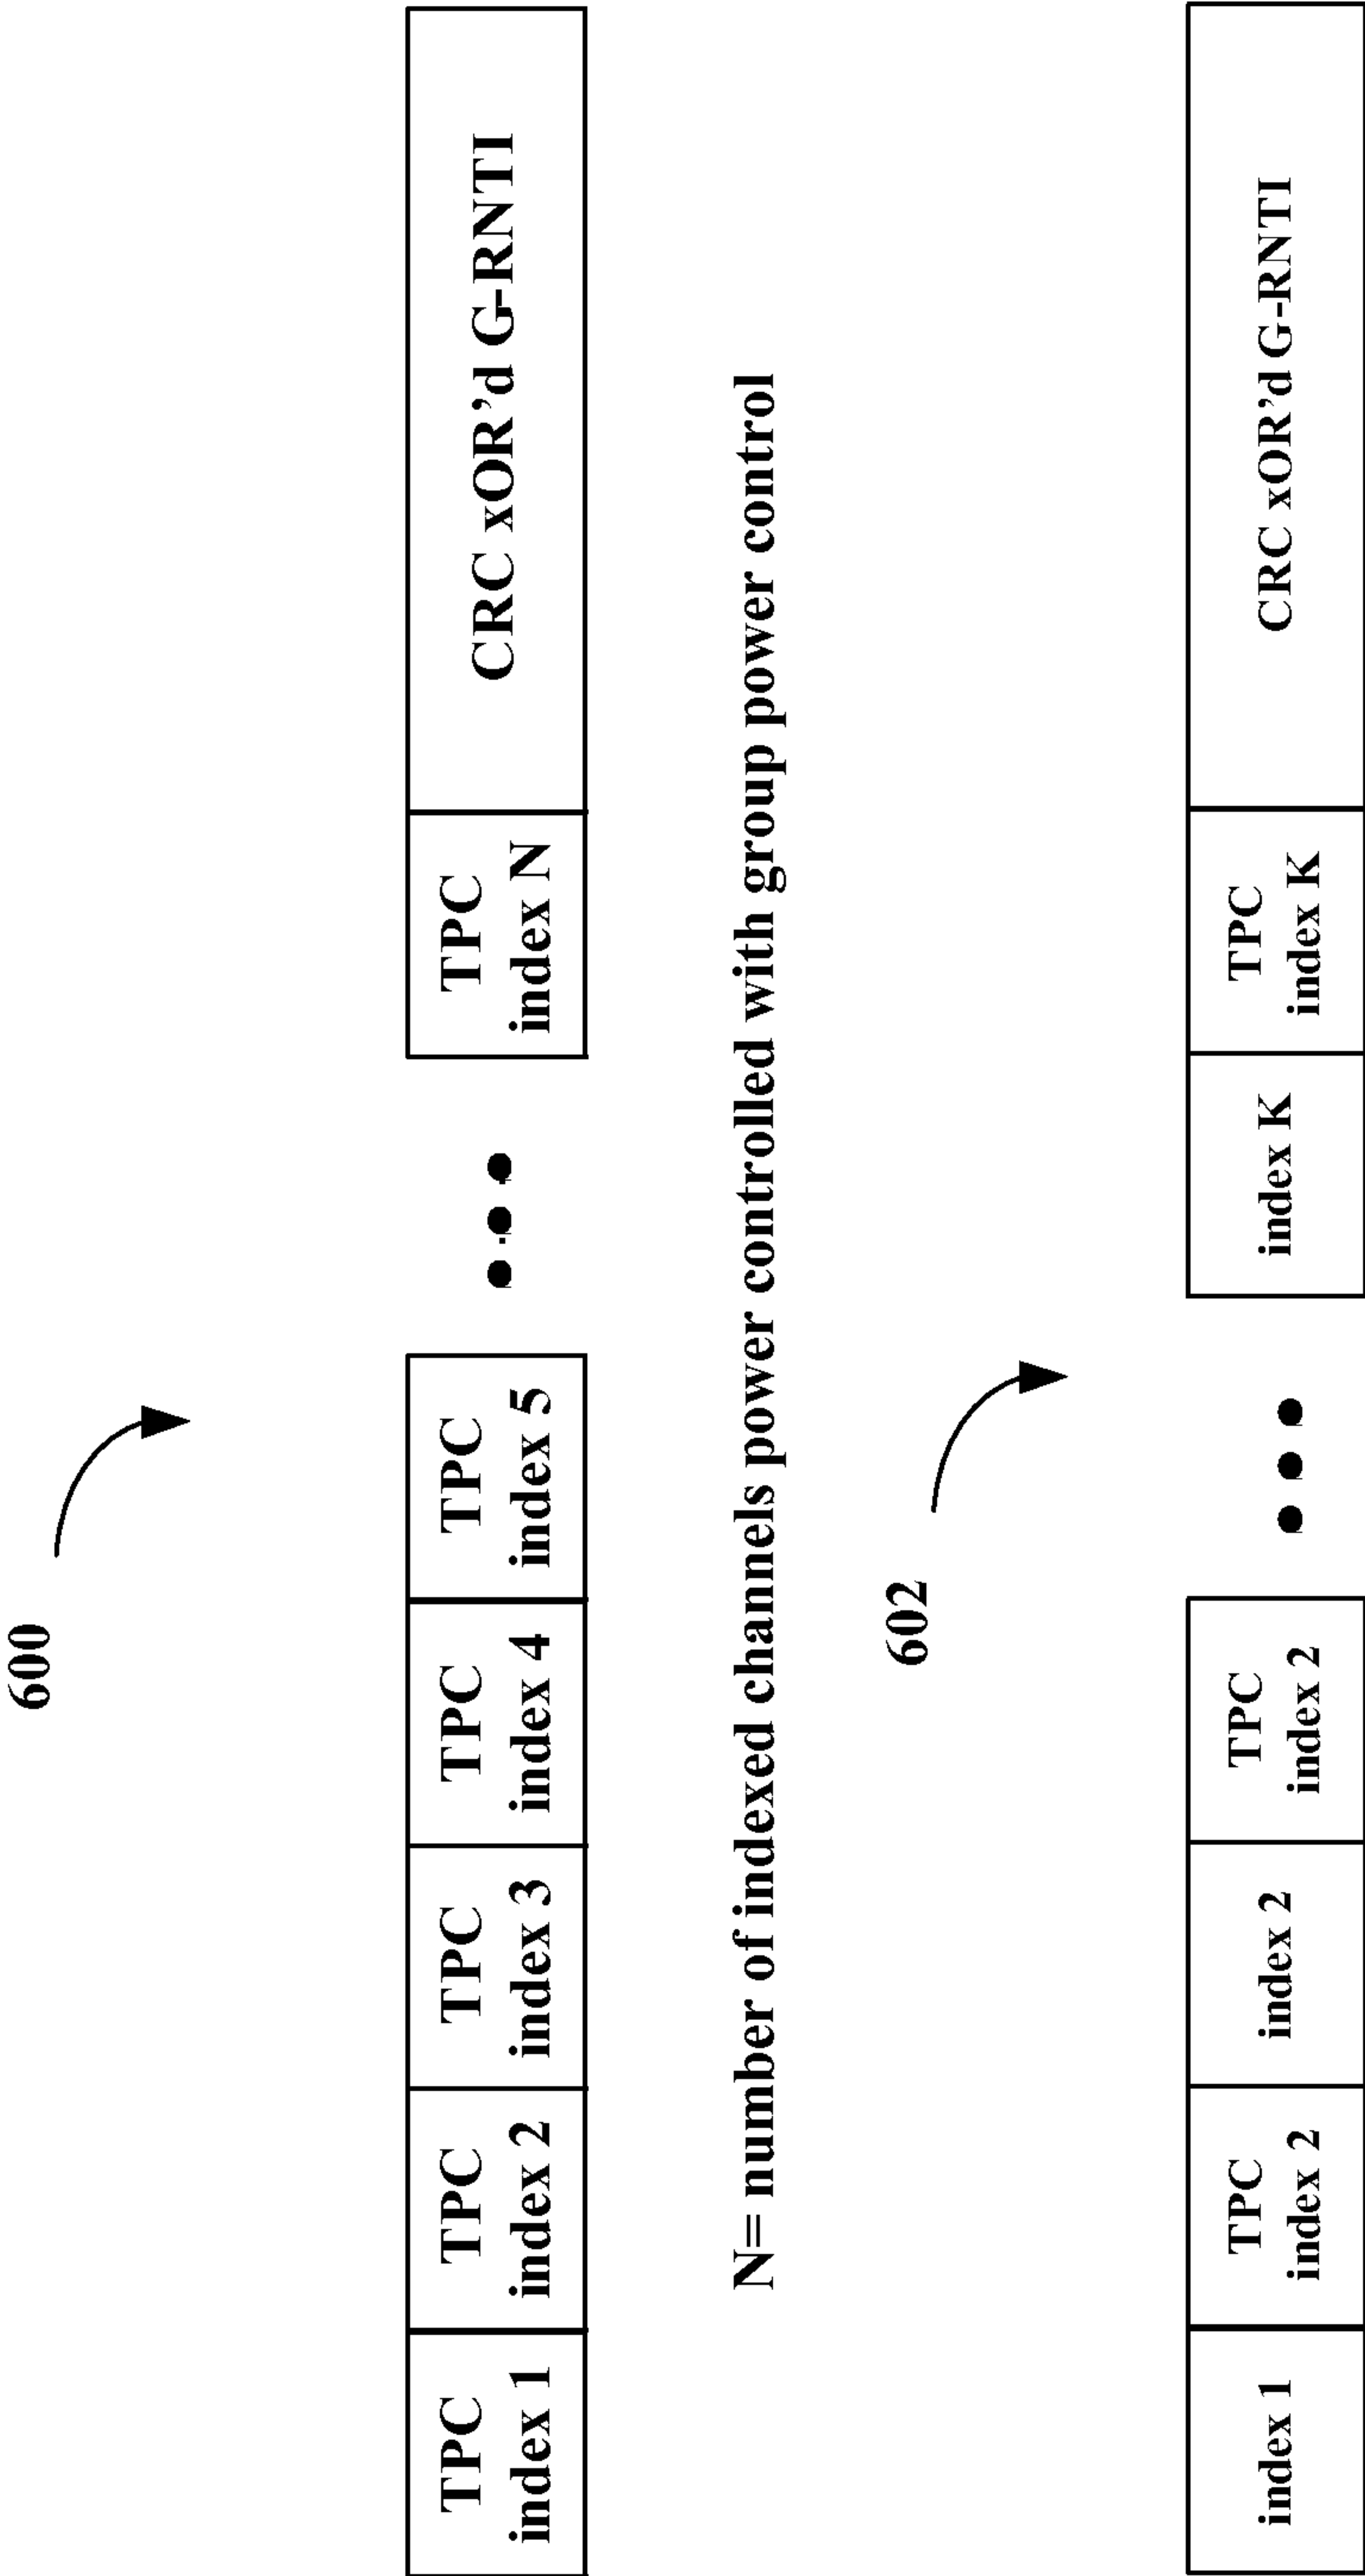 600
TPC
index 1
TPC
index 2
TPC
index 3
TPC
index 4
TPC
index 5
TPC
index N
CRC xOR'd G-RNTI
N= number of indexed channels power controlled with group power control
602
index 1
TPC
index 2
index 2
TPC
index 2
index K
TPC
index K
CRC xOR'd G-RNTI